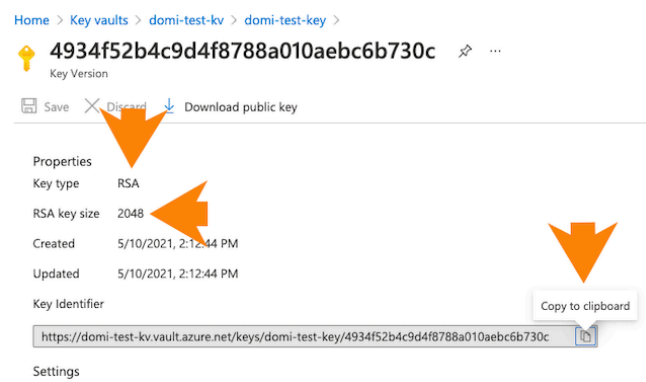 Home > Key vaults > domi-test-kv > domi-test-key >
4934f52b4c9d4f8788a010aebc6b730c ...
Key Version
Save Discard Download public key
Properties
Key type RSA
RSA key size 2048
Created 5/10/2021, 2:12:44 PM
Updated 5/10/2021, 2:12:44 PM
Key Identifier
Copy to clipboard
https://domi-test-kv.vault.azure.net/keys/domi-test-key/4934f52b4c9d4f8788a010aebc6b730c
Settings